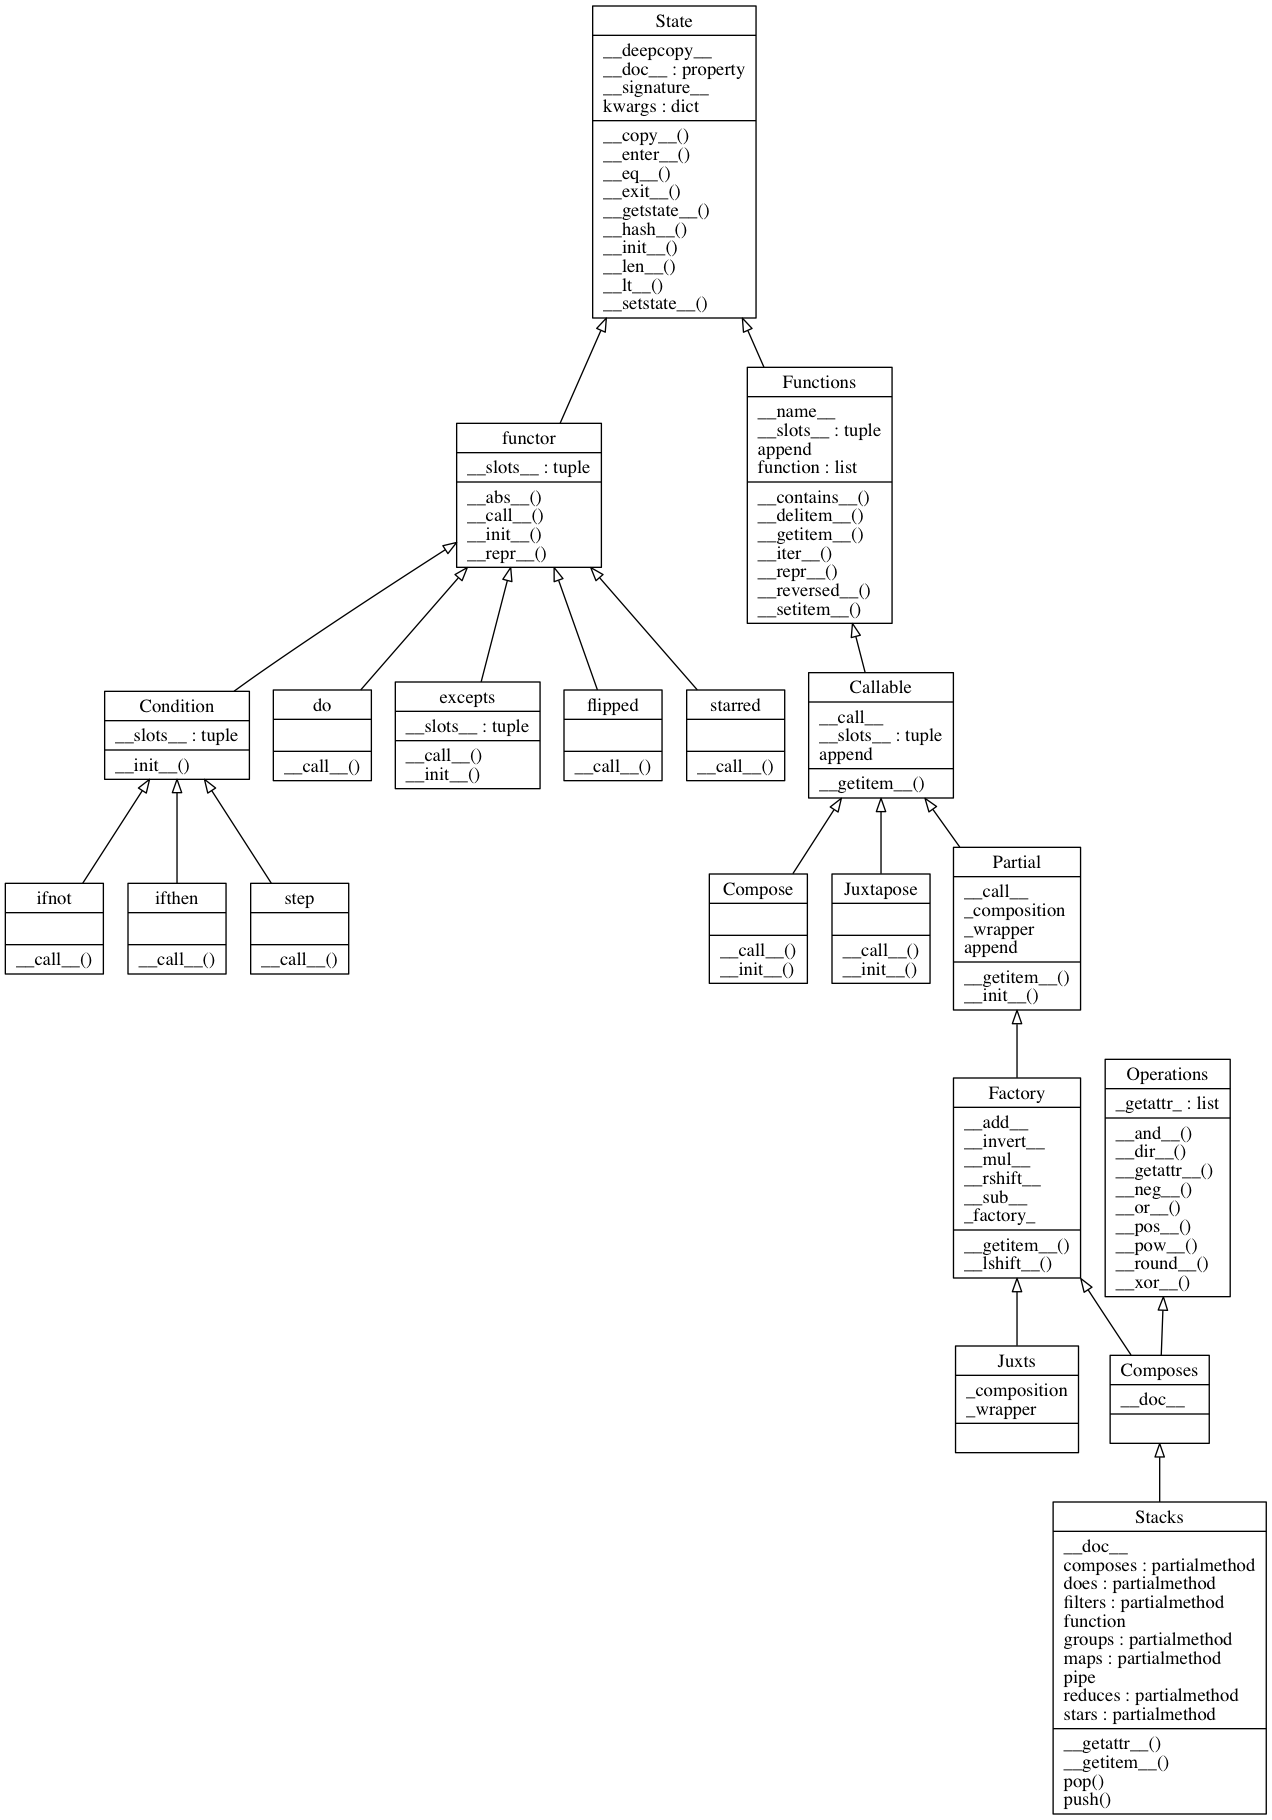 State
__deepcopy__
__doc__ : property
__signature__
kwargs : dict
__copy__()
__enter__()
__eq__()
__exit__()
__getstate__()
__hash__()
__init__()
__len__()
__lt__()
__setstate__()
functor
__slots__ : tuple
__abs__()
__call__()
__init__()
__repr__()
Functions
__name__
__slots__ : tuple
append
function : list
__contains__()
__delitem__()
__getitem__()
__iter__()
__repr__()
__reversed__()
__setitem__()
Condition
__slots__ : tuple
__init__()
do
__call__()
excepts
__slots__ : tuple
__call__()
__init__()
flipped
__call__()
starred
__call__()
Callable
__call__
__slots__ : tuple
append
__getitem__()
ifnot
__call__()
ifthen
__call__()
step
__call__()
Compose
__call__()
__init__()
Juxtapose
__call__()
__init__()
Partial
__call__
_composition
_wrapper
append
__getitem__()
__init__()
Factory
__add__
__invert__
__mul__
__rshift__
__sub__
_factory_
__getitem__()
__lshift__()
Operations
_getattr_ : list
__and__()
__dir__()
__getattr__()
__neg__()
__or__()
__pos__()
__pow__()
__round__()
__xor__()
Juxts
_composition
_wrapper
Composes
__doc__
Stacks
__doc__
composes : partialmethod
does : partialmethod
filters : partialmethod
function
groups : partialmethod
maps : partialmethod
pipe
reduces : partialmethod
stars : partialmethod
__getattr__()
__getitem__()
pop()
push()